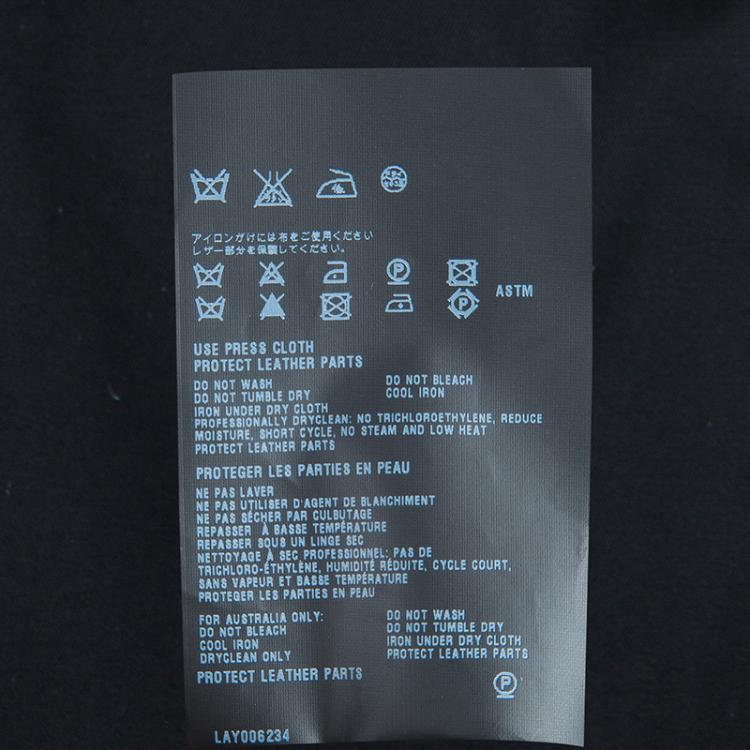 アイロンがけには布をご使用ください
レザー部分を保護してください。
P
ASTM
P
USE PRESS CLOTH
PROTECT LEATHER PARTS
DO NOT WASH DO NOT BLEACH
DO NOT TUMBLE DRY COOL IRON
IRON UNDER DRY CLOTH
PROFESSIONALLY DRYCLEAN: NO TRICHLOROETHYLENE, REDUCE
MOISTURE, SHORT CYCLE, NO STEAM AND LOW HEAT
PROTECT LEATHER PARTS
PROTEGER LES PARTIES EN PEAU
NE PAS LAVER
NE PAS UTILISER D'AGENT DE BLANCHIMENT
NE PAS SÉCHER PAR CULBUTAGE
REPASSER À BASSE TEMPÉRATURE
REPASSER SOUS UN LINGE SEC
NETTOYAGE À SEC PROFESSIONNEL: PAS DE
TRICHLORO-ÉTHYLÈNE, HUMIDITÉ RÉDUITE, CYCLE COURT,
SANS VAPEUR ET BASSE TEMPÉRATURE
PROTEGER LES PARTIES EN PEAU
FOR AUSTRALIA ONLY: DO NOT WASH
DO NOT BLEACH DO NOT TUMBLE DRY
COOL IRON IRON UNDER DRY CLOTH
DRYCLEAN ONLY PROTECT LEATHER PARTS
PROTECT LEATHER PARTS
P
LAY006234